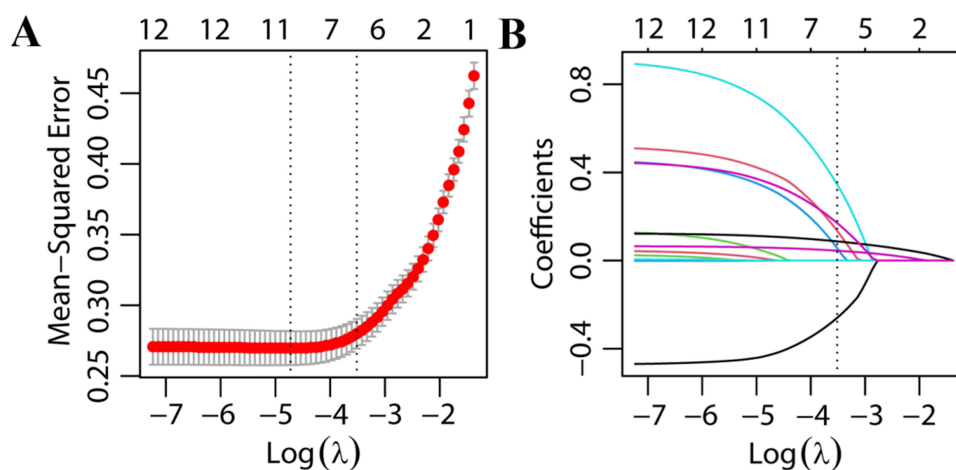 A
12 12 11 7 6 2 1
Mean−Squared Error
0.45
0.40
0.35
0.30
0.25
−7 −6 −5 −4 −3 −2
Log(λ)
B
12 12 11 7 5 2
Coefficients
0.8
0.4
0.0
−0.4
−7 −6 −5 −4 −3 −2
Log(λ)